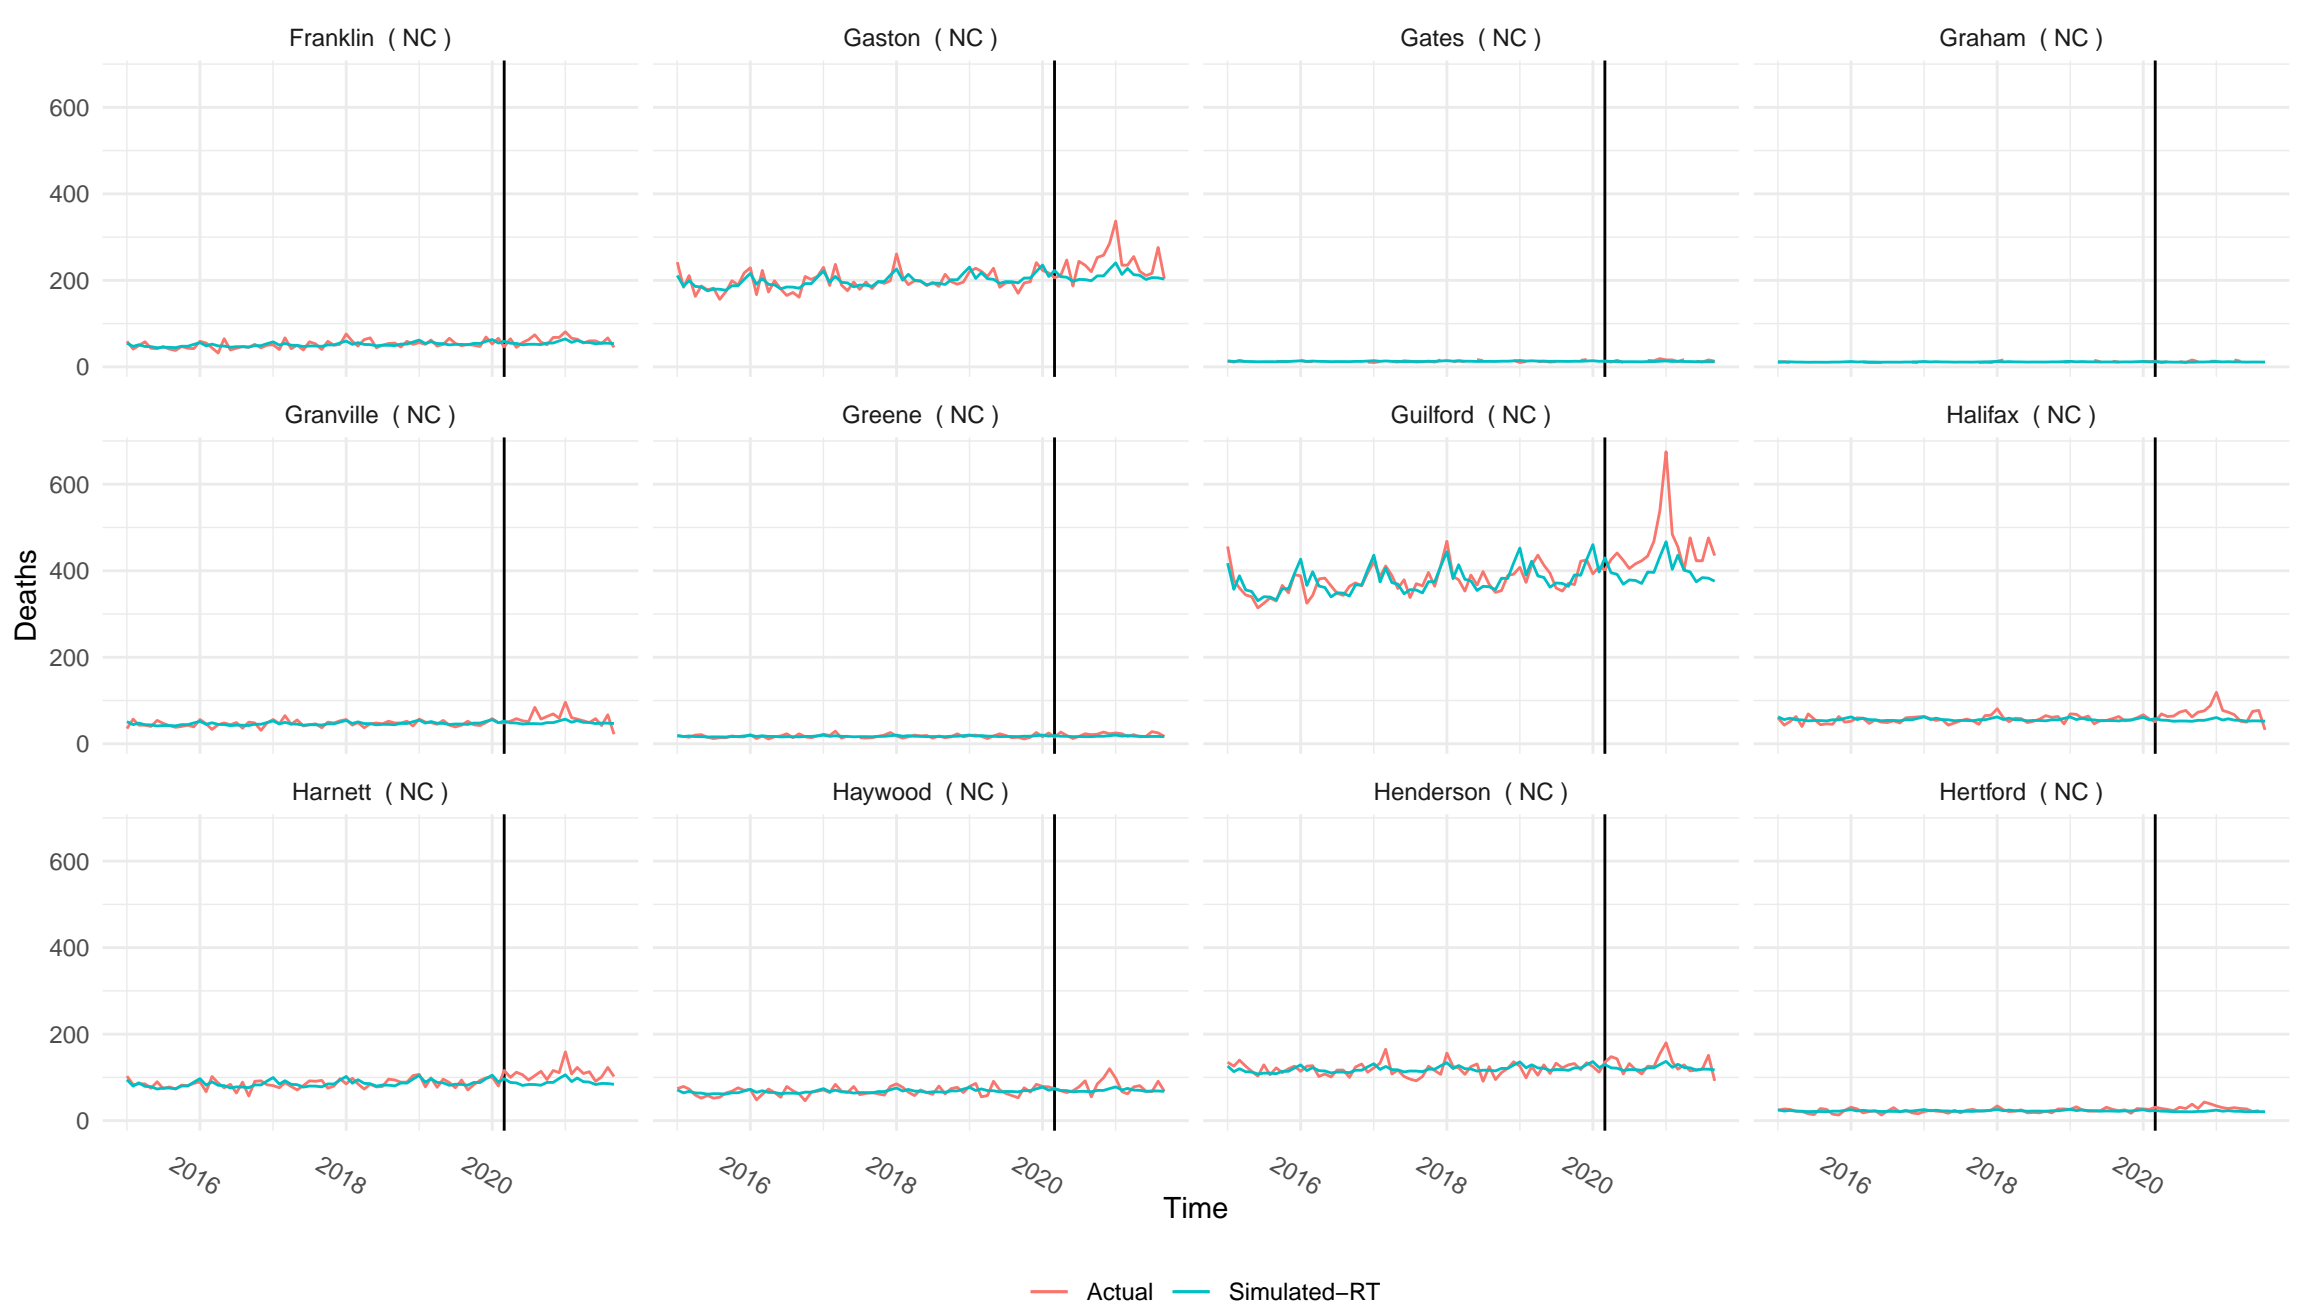 Franklin ( NC )
Gaston ( NC )
Gates ( NC )
Graham ( NC )
600
400
200
0
Granville ( NC )
Greene ( NC )
Guilford ( NC )
Halifax ( NC )
600
400
200
0
Deaths
Harnett ( NC )
Haywood ( NC )
Henderson ( NC )
Hertford ( NC )
600
400
200
0
2016 2018 2020
2016 2018 2020
2016 2018 2020
2016 2018 2020
Time
Actual Simulated−RT